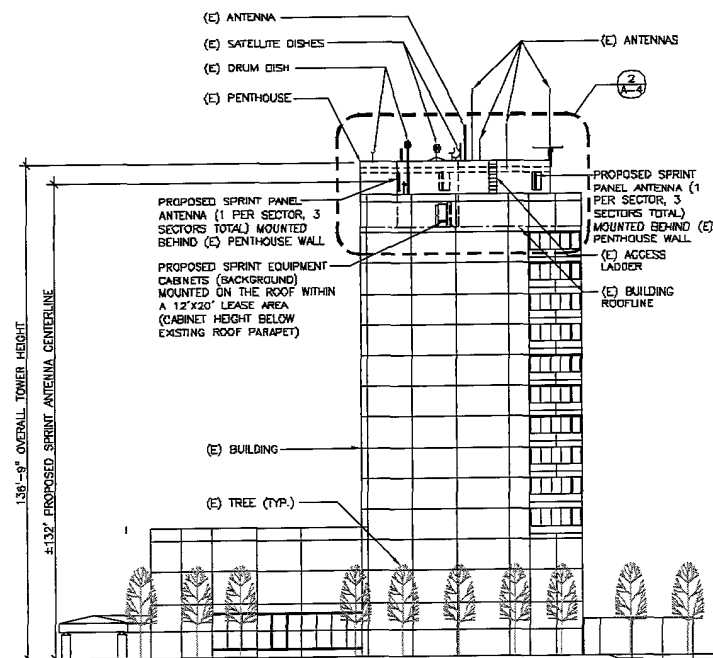 (E) ANTENNA
(E) SATELLITE DISHES
(E) DRUM DISH
(E) PENTHOUSE
(E) ANTENNAS
2
A-4
PROPOSED SPRINT PANEL
ANTENNA (1 PER SECTOR, 3
SECTORS TOTAL) MOUNTED
BEHIND (E) PENTHOUSE WALL
PROPOSED SPRINT EQUIPMENT
CABINETS (BACKGROUND)
MOUNTED ON THE ROOF WITHIN
A 12'X20' LEASE AREA
(CABINET HEIGHT BELOW
EXISTING ROOF PARAPET)
PROPOSED SPRINT
PANEL ANTENNA (1
PER SECTOR, 3
SECTORS TOTAL)
MOUNTED BEHIND (E)
PENTHOUSE WALL
(E) ACCESS
LADDER
(E) BUILDING
ROOFLINE
136'-9" OVERALL TOWER HEIGHT
±132' PROPOSED SPRINT ANTENNA CENTERLINE
(E) BUILDING
(E) TREE (TYP.)